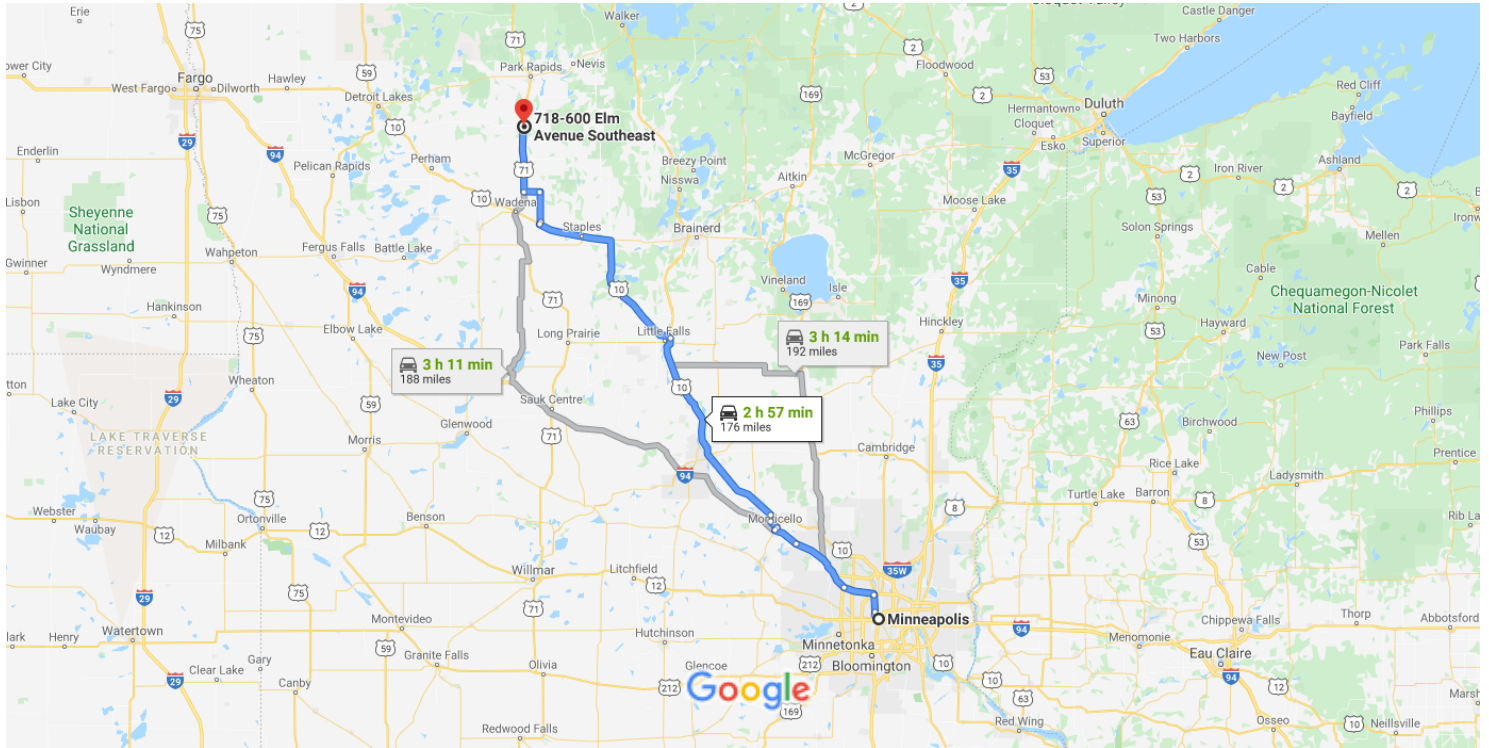 Erie
75
71
Walker
2
Castle Danger
Two Harbors
ower City
Fargo
Hawley
59
Park Rapids
Nevis
2
Floodwood
53
Red Cliff
West Fargo
Dilworth
Detroit Lakes
169
2
Hermantown
Duluth
Bayfield
10
718-600 Elm
Avenue Southeast
Cloquet
Superior
Esko
29
94
Enderlin
Pelican Rapids
Perham
71
Breezy Point
McGregor
35
Iron River
Ashland
2
2
Nisswa
Aitkin
Lisbon
10
Wadena
Moose Lake
Sheyenne
National
Grassland
75
Staples
Brainerd
Solon Springs
53
Mellen
Wahpeton
Fergus Falls
Battle Lake
Gwinner
Wyndmere
94
10
Vineland
Isle
35
Cable
Chequamegon-Nicolet
National Forest
Hankinson
75
71
169
Minong
Elbow Lake
Long Prairie
Little Falls
Hinckley
53
Hayward
Park Falls
3 h 11 min
188 miles
3 h 14 min
192 miles
35
New Post
Wheaton
29
59
10
Sauk Centre
2 h 57 min
176 miles
Lake City
Glenwood
71
Phillips
LAKE TRAVERSE
RESERVATION
Morris
Cambridge
Birchwood
94
Rice Lake
Prentice
Ladysmith
75
Monticello
8
Turtle Lake
Barron
8
Webster
Waubay
12
Ortonville
12
Benson
53
Milbank
10
35W
Willmar
Litchfield
12
29
75
71
Minneapolis
Montevideo
94
Thorp
Abbotsford
Chippewa Falls
Henry
Watertown
59
Hutchinson
Minnetonka
Menomonie
Eau Claire
Clear Lake
Gary
Granite Falls
Olivia
Glencoe
212
Bloomington
10
29
Canby
212
Google
10
94
12
169
Redwood Falls
Red Wing
Osseo
10
Neillsville